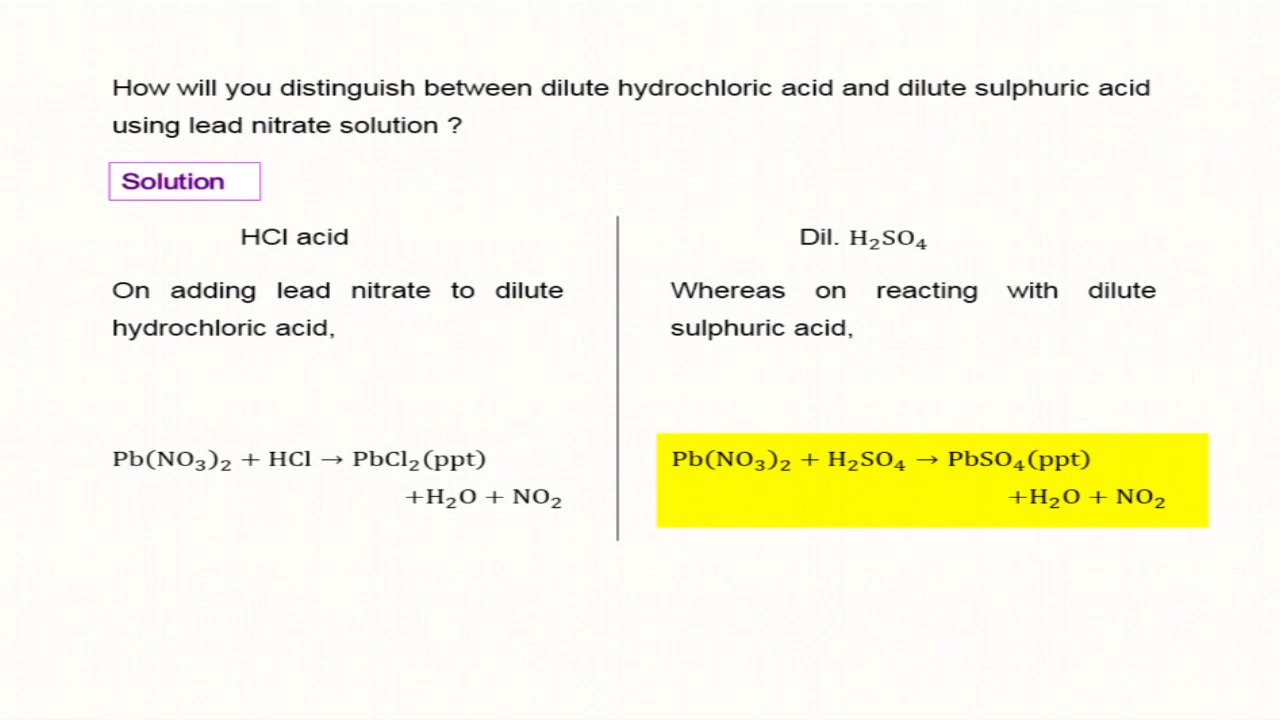 How will you distinguish between dilute hydrochloric acid and dilute sulphuric acid
using lead nitrate solution ?
Solution
HCl acid
On adding lead nitrate to dilute
hydrochloric acid,
Pb(NO₃)₂ + HCl → PbCl₂(ppt)
+H₂O + NO₂
Dil. H₂SO₄
Whereas on reacting with dilute
sulphuric acid,
Pb(NO₃)₂ + H₂SO₄ → PbSO₄(ppt)
+H₂O + NO₂